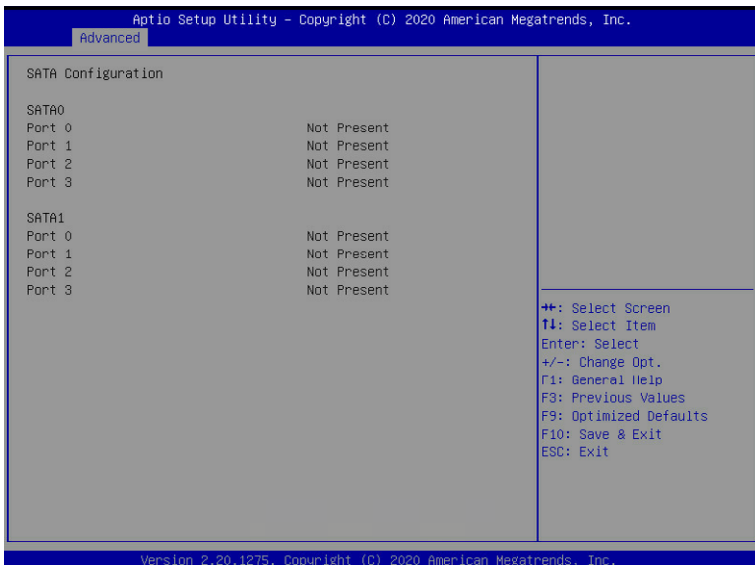 Aptio Setup Utility – Copyright (C) 2020 American Megatrends, Inc.
Advanced
SATA Configuration
SATA0
Port 0 Not Present
Port 1 Not Present
Port 2 Not Present
Port 3 Not Present
SATA1
Port 0 Not Present
Port 1 Not Present
Port 2 Not Present
Port 3 Not Present
→←: Select Screen
↑↓: Select Item
Enter: Select
+/-: Change Opt.
F1: General Help
F3: Previous Values
F9: Optimized Defaults
F10: Save & Exit
ESC: Exit
Version 2.20.1275. Copyright (C) 2020 American Megatrends, Inc.